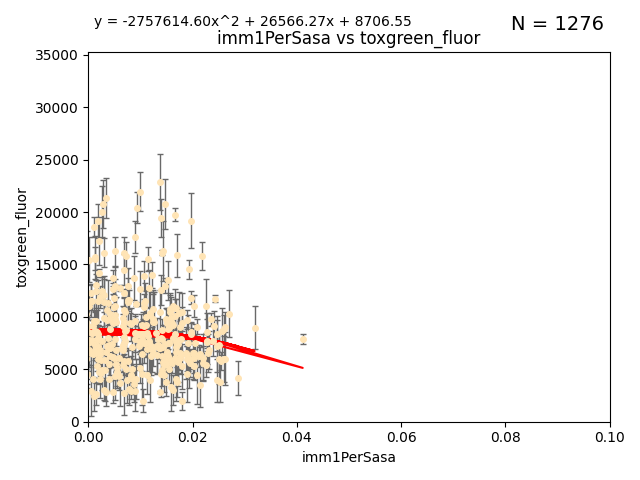 y = -2757614.60x^2 + 26566.27x + 8706.55
N = 1276
imm1PerSasa vs toxgreen_fluor
35000
30000
25000
20000
15000
10000
5000
0
toxgreen_fluor
0.00 0.02 0.04 0.06 0.08 0.10
imm1PerSasa